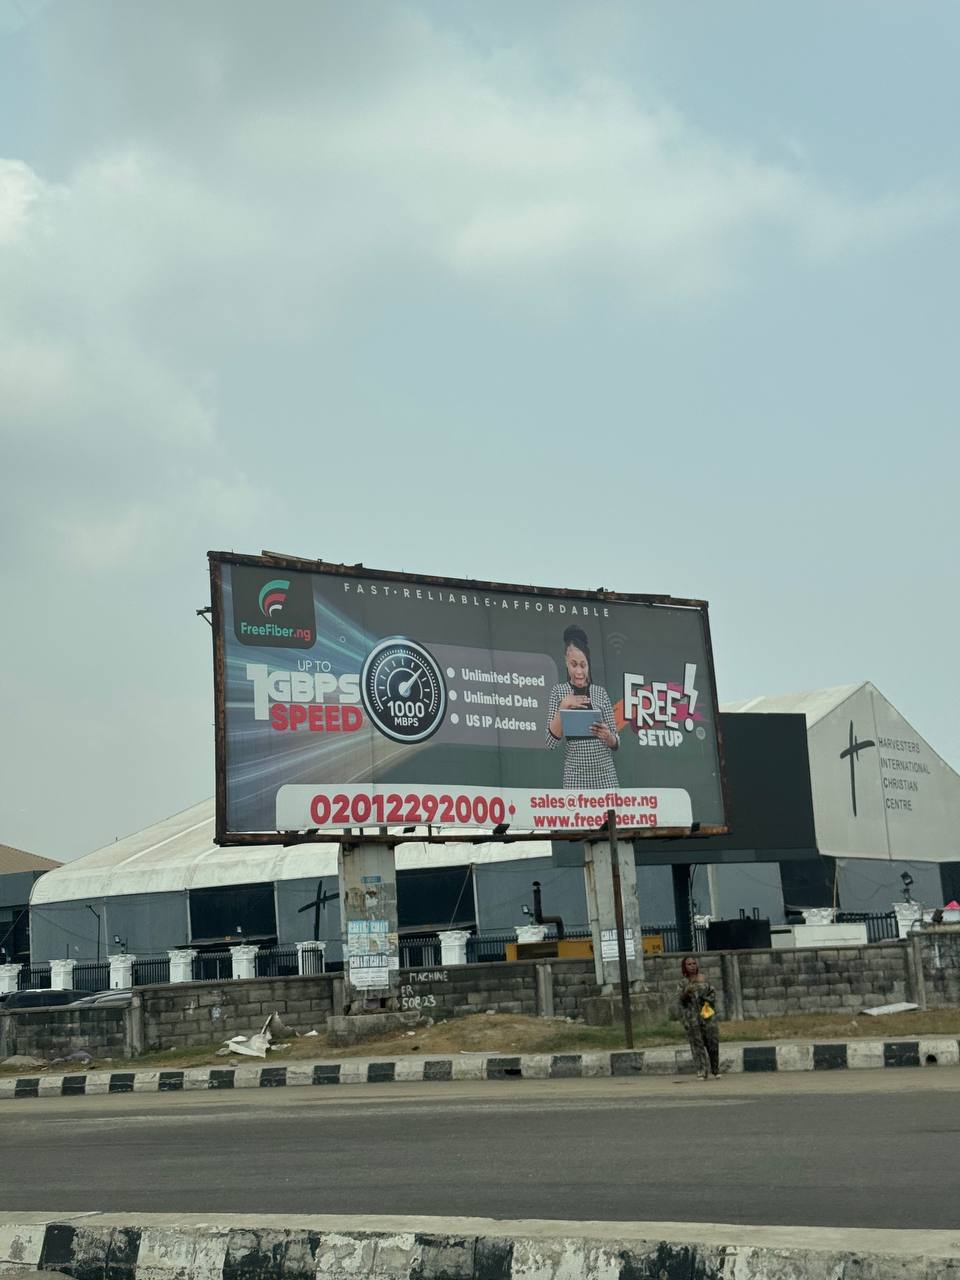 FreeFiber.ng
FAST•RELIABLE•AFFORDABLE
UP TO
1GBPS
SPEED
1000
MBPS
Unlimited Speed
Unlimited Data
US IP Address
FREE!
SETUP
02012292000
sales@freefiber.ng
www.freefiber.ng
HARVESTERS
INTERNATIONAL
CHRISTIAN
CENTRE
MACHINE
ER